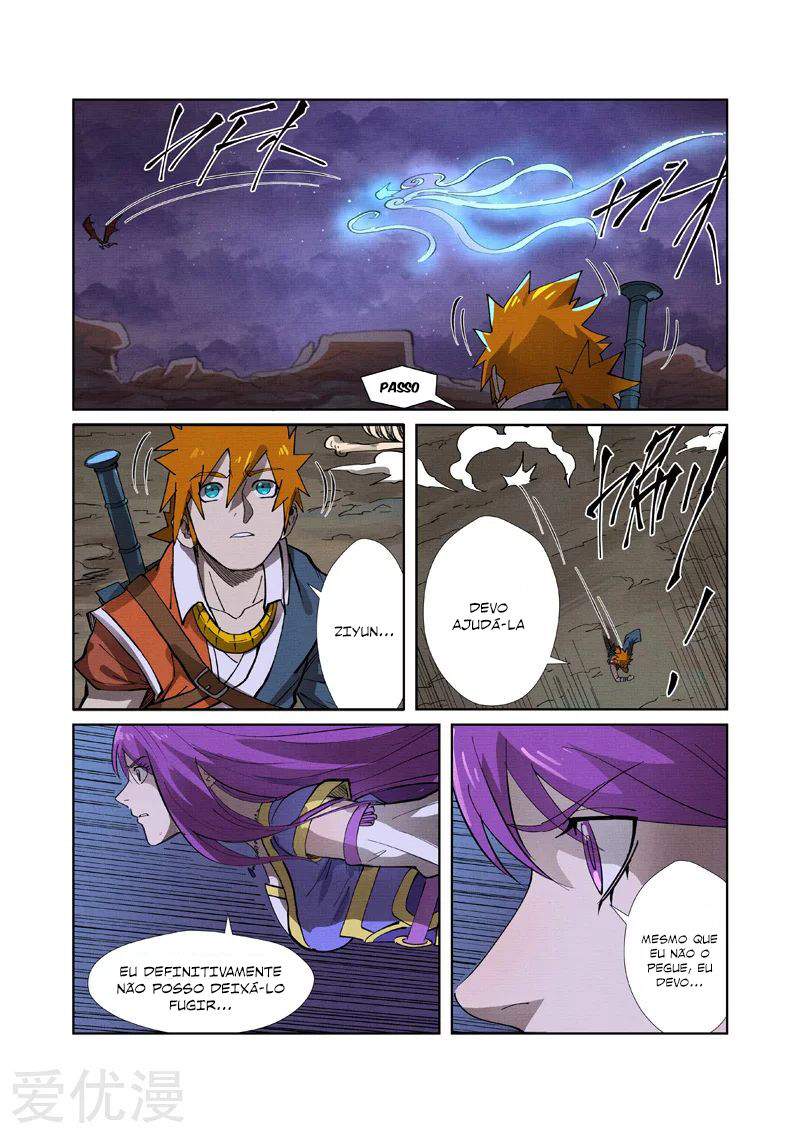 PASSO
ZIYUN...
DEVO
AJUDÁ-LA
EU DEFINITIVAMENTE
NÃO POSSO DEIXÁ-LO
FUGIR...
MESMO QUE
EU NÃO O
PEGUE, EU
DEVO...
爱优漫